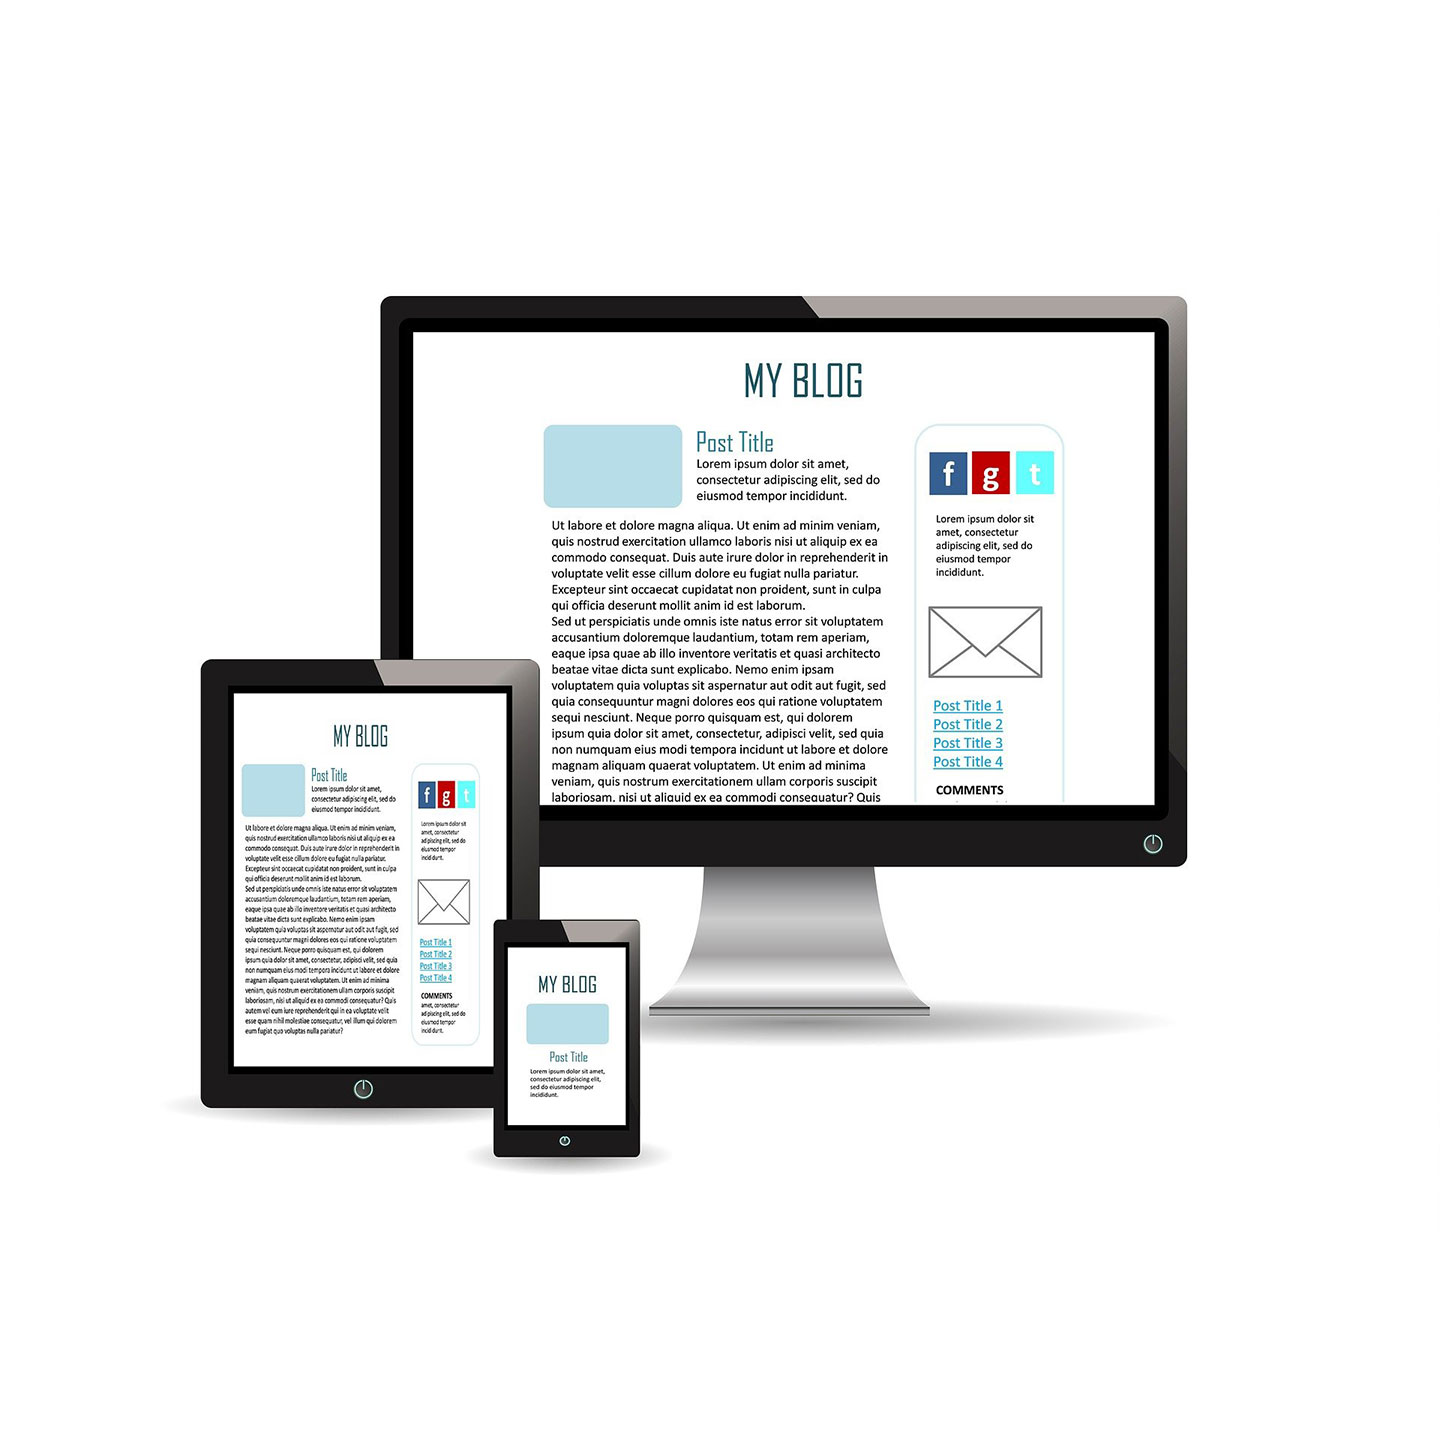 MY BLOG
Post Title
Lorem ipsum dolor sit amet,
consectetur adipiscing elit, sed do
eiusmod tempor incididunt.
Ut labore et dolore magna aliqua. Ut enim ad minim veniam,
quis nostrud exercitation ullamco laboris nisi ut aliquip ex ea
commodo consequat. Duis aute irure dolor in reprehenderit in
voluptate velit esse cillum dolore eu fugiat nulla pariatur.
Excepteur sint occaecat cupidatat non proident, sunt in culpa
qui officia deserunt mollit anim id est laborum.
Sed ut perspiciatis unde omnis iste natus error sit voluptatem
accusantium doloremque laudantium, totam rem aperiam,
eaque ipsa quae ab illo inventore veritatis et quasi architecto
beatae vitae dicta sunt explicabo. Nemo enim ipsam
voluptatem quia voluptas sit aspernatur aut odit aut fugit, sed
quia consequuntur magni dolores eos qui ratione voluptatem
sequi nesciunt. Neque porro quisquam est, qui dolorem
ipsum quia dolor sit amet, consectetur, adipisci velit, sed quia
non numquam eius modi tempora incidunt ut labore et dolore
magnam aliquam quaerat voluptatem. Ut enim ad minima
veniam, quis nostrum exercitationem ullam corporis suscipit
laboriosam, nisi ut aliquid ex ea commodi consequatur? Quis
f g t
Lorem ipsum dolor sit
amet, consectetur
adipiscing elit, sed do
eiusmod tempor
incididunt.
Post Title 1
Post Title 2
Post Title 3
Post Title 4
COMMENTS
MY BLOG
Post Title
Lorem ipsum dolor sit amet,
consectetur adipiscing elit, sed do
eiusmod tempor incididunt.
Ut labore et dolore magna aliqua. Ut enim ad minim veniam,
quis nostrud exercitation ullamco laboris nisi ut aliquip ex ea
commodo consequat. Duis aute irure dolor in reprehenderit in
voluptate velit esse cillum dolore eu fugiat nulla pariatur.
Excepteur sint occaecat cupidatat non proident, sunt in culpa
qui officia deserunt mollit anim id est laborum.
Sed ut perspiciatis unde omnis iste natus error sit voluptatem
accusantium doloremque laudantium, totam rem aperiam,
eaque ipsa quae ab illo inventore veritatis et quasi architecto
beatae vitae dicta sunt explicabo. Nemo enim ipsam
voluptatem quia voluptas sit aspernatur aut odit aut fugit, sed
quia consequuntur magni dolores eos qui ratione voluptatem
sequi nesciunt. Neque porro quisquam est, qui dolorem
ipsum quia dolor sit amet, consectetur, adipisci velit, sed quia
non numquam eius modi tempora incidunt ut labore et dolore
magnam aliquam quaerat voluptatem. Ut enim ad minima
veniam, quis nostrum exercitationem ullam corporis suscipit
laboriosam, nisi ut aliquid ex ea commodi consequatur? Quis
autem vel eum iure reprehenderit qui in ea voluptate velit esse
esse quam nihil molestiae consequatur, vel illum qui dolorem
eum fugiat quo voluptas nulla pariatur?
f g t
Lorem ipsum dolor sit
amet, consectetur
adipiscing elit, sed do
eiusmod tempor
incididunt.
Post Title 1
Post Title 2
Post Title 3
Post Title 4
COMMENTS
amet, consectetur
adipiscing elit, sed do
eiusmod tempor
incididunt.
MY BLOG
Post Title
Lorem ipsum dolor sit amet,
consectetur adipiscing elit,
sed do eiusmod tempor
incididunt.